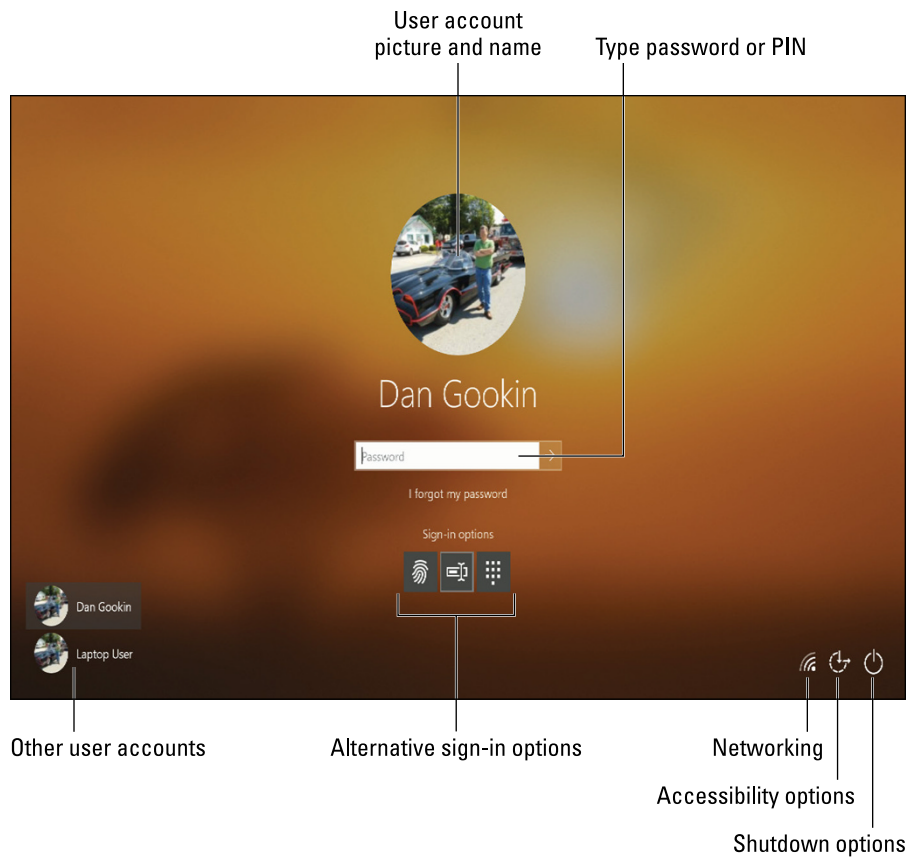 User account
picture and name
Type password or PIN
Dan Gookin
Password
I forgot my password
Sign-in options
Dan Gookin
Laptop User
Other user accounts
Alternative sign-in options
Networking
Accessibility options
Shutdown options